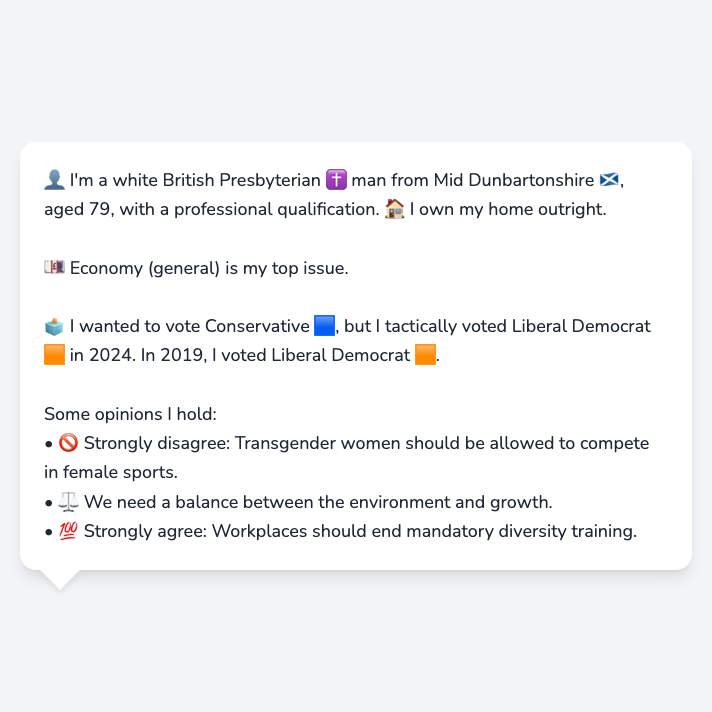 👤 I'm a white British Presbyterian ✝️ man from Mid Dunbartonshire 🏴󠁧󠁢󠁳󠁣󠁴󠁿,
aged 79, with a professional qualification. 🏠 I own my home outright.
💷 Economy (general) is my top issue.
🗳️ I wanted to vote Conservative 🟦, but I tactically voted Liberal Democrat
🟧 in 2024. In 2019, I voted Liberal Democrat 🟧.
Some opinions I hold:
• 🚫 Strongly disagree: Transgender women should be allowed to compete
in female sports.
• ⚖️ We need a balance between the environment and growth.
• 💯 Strongly agree: Workplaces should end mandatory diversity training.